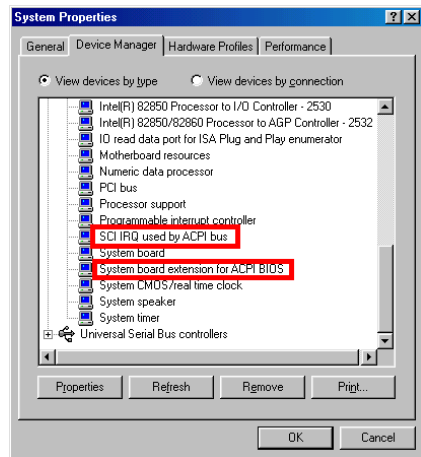 System Properties
General Device Manager Hardware Profiles Performance
View devices by type View devices by connection
Intel(R) 82850 Processor to I/O Controller - 2530
Intel(R) 82850/82860 Processor to AGP Controller - 2532
IO read data port for ISA Plug and Play enumerator
Motherboard resources
Numeric data processor
PCI bus
Processor support
Programmable interrupt controller
SCI IRQ used by ACPI bus
System board
System board extension for ACPI BIOS
System CMOS/real time clock
System speaker
System timer
Universal Serial Bus controllers
Properties Refresh Remove Print...
OK Cancel